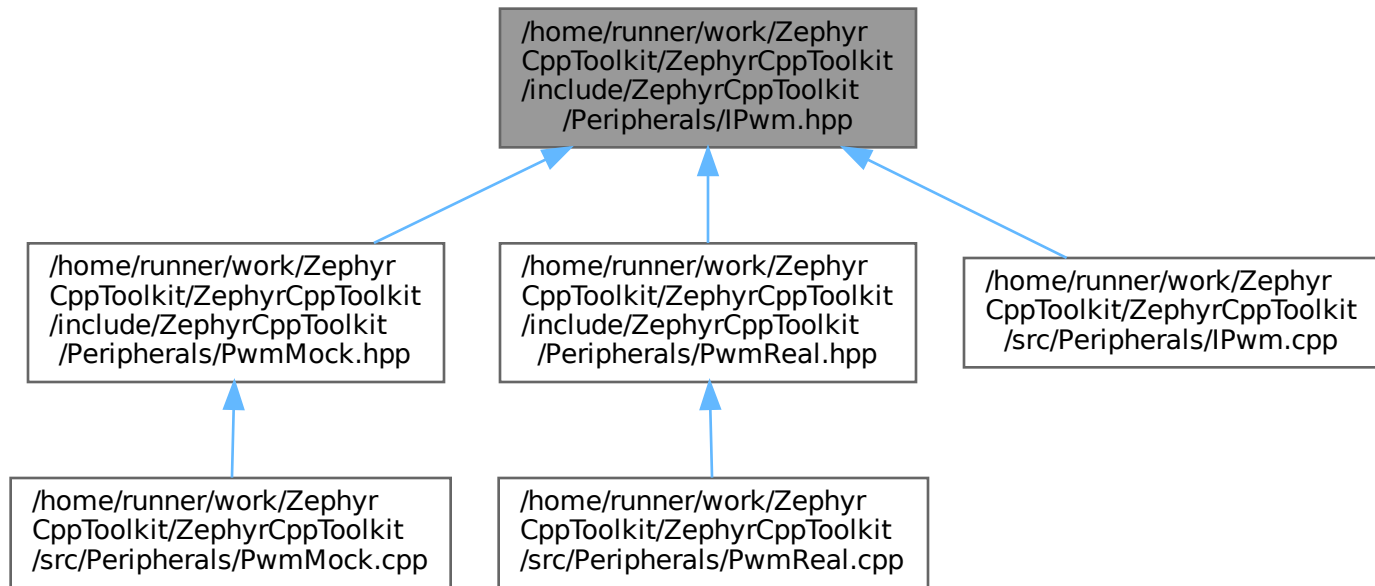 /home/runner/work/Zephyr
CppToolkit/ZephyrCppToolkit
/include/ZephyrCppToolkit
/Peripherals/IPwm.hpp
/home/runner/work/Zephyr
CppToolkit/ZephyrCppToolkit
/include/ZephyrCppToolkit
/Peripherals/PwmMock.hpp
/home/runner/work/Zephyr
CppToolkit/ZephyrCppToolkit
/include/ZephyrCppToolkit
/Peripherals/PwmReal.hpp
/home/runner/work/Zephyr
CppToolkit/ZephyrCppToolkit
/src/Peripherals/IPwm.cpp
/home/runner/work/Zephyr
CppToolkit/ZephyrCppToolkit
/src/Peripherals/PwmMock.cpp
/home/runner/work/Zephyr
CppToolkit/ZephyrCppToolkit
/src/Peripherals/PwmReal.cpp